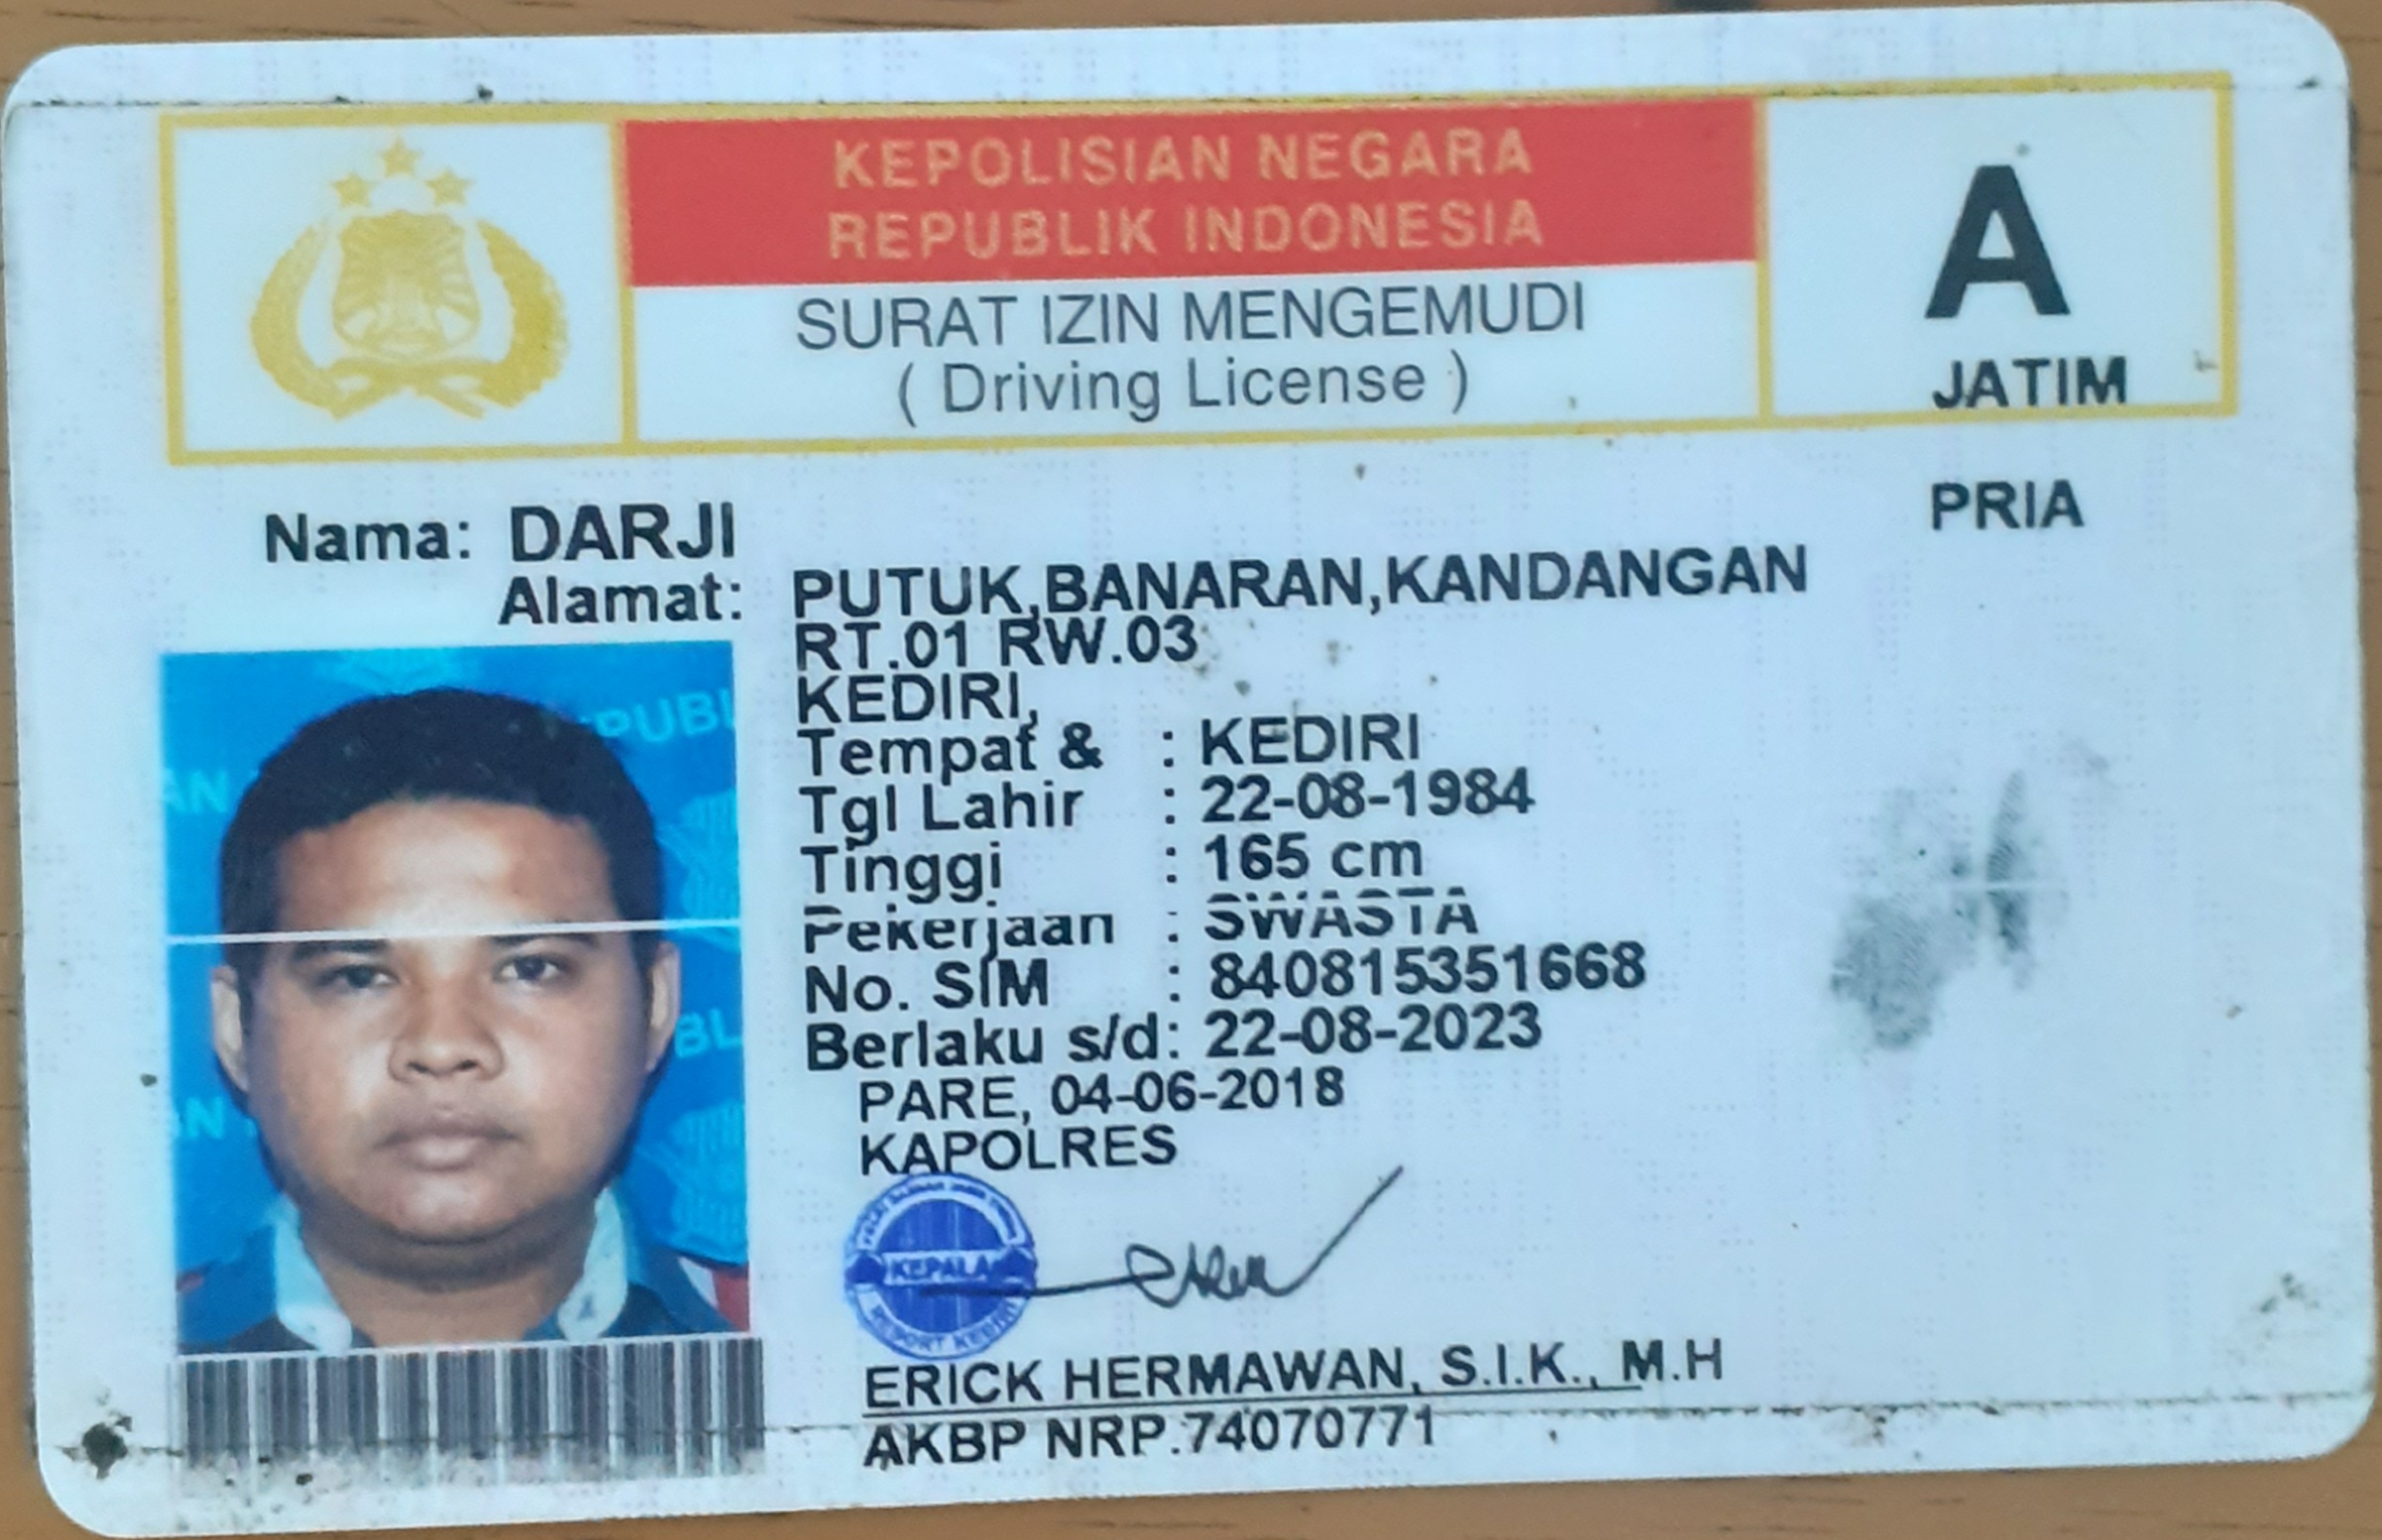 KEPOLISIAN NEGARA
REPUBLIK INDONESIA
SURAT IZIN MENGEMUDI
( Driving License )
A
JATIM
PRIA
Nama: DARJI
Alamat: PUTUK,BANARAN,KANDANGAN
RT.01 RW.03
KEDIRI,
Tempat & : KEDIRI
Tgl Lahir : 22-08-1984
Tinggi : 165 cm
Pekerjaan : SWASTA
No. SIM : 840815351668
Berlaku s/d: 22-08-2023
PARE, 04-06-2018
KAPOLRES
KEPALA
ERICK HERMAWAN, S.I.K., M.H
AKBP NRP.74070771